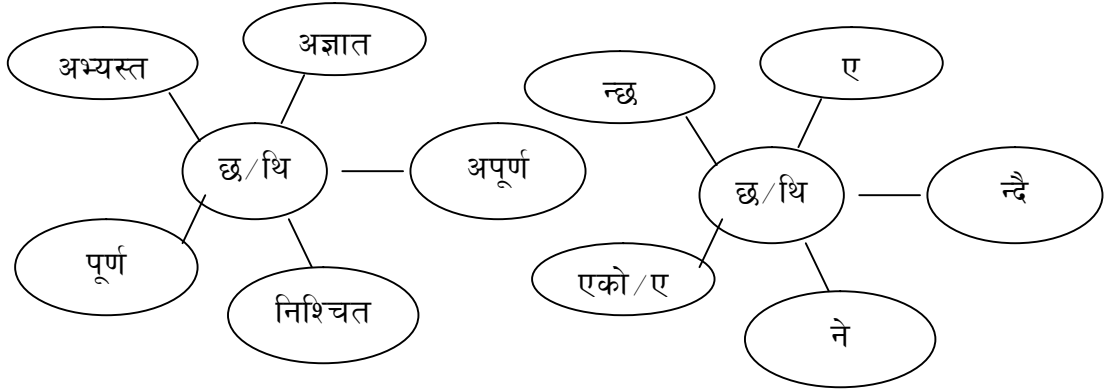 अभ्यस्त
अज्ञात
छ/थि
अपूर्ण
पूर्ण
निश्चित
न्छ
ए
छ/थि
न्दै
एको/ए
ने